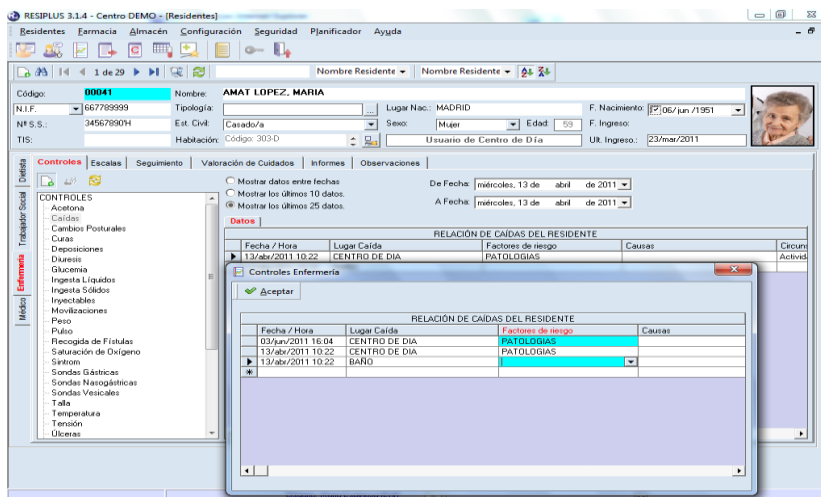 RESIPLUS 3.1.4 - Centro DEMO - [Residentes]
Residentes Farmacia Almacén Configuración Seguridad Planificador Ayuda
1 de 29 Nombre Residente Nombre Residente
Código: 00041 Nombre: AMAT LOPEZ, MARIA
N.I.F. 667789999 Tipología: ... Lugar Nac.: MADRID F. Nacimiento: 06/jun /1951
Nº S.S.: 34567890'H Est. Civil: Casado/a Sexo: Mujer Edad: 59 F. Ingreso:
TIS: Habitación: Código: 303-D Usuario de Centro de Día Ult. Ingreso.: 23/mar/2011
Dietista
Trabajador Social
Enfermería
Médico
Controles Escalas Seguimiento Valoración de Cuidados Informes Observaciones
Mostrar datos entre fechas
Mostrar los últimos 10 datos.
Mostrar los últimos 25 datos.
De Fecha: miércoles, 13 de abril de 2011
A Fecha: miércoles, 13 de abril de 2011
CONTROLES
Acetona
Caídas
Cambios Posturales
Curas
Deposiciones
Diuresis
Glucemia
Ingesta Líquidos
Ingesta Sólidos
Inyectables
Movilizaciones
Peso
Pulso
Recogida de Fístulas
Saturación de Oxígeno
Sintrom
Sondas Gástricas
Sondas Nasogástricas
Sondas Vesicales
Talla
Temperatura
Tensión
Úlceras
Datos
RELACIÓN DE CAÍDAS DEL RESIDENTE
Fecha / Hora Lugar Caída Factores de riesgo Causas Circuns
13/abr/2011 10:22 CENTRO DE DIA PATOLOGIAS Activid
Controles Enfermería
Aceptar
RELACIÓN DE CAÍDAS DEL RESIDENTE
Fecha / Hora Lugar Caída Factores de riesgo Causas
03/jun/2011 16:04 CENTRO DE DIA PATOLOGIAS
13/abr/2011 10:22 CENTRO DE DIA PATOLOGIAS
13/abr/2011 10:22 BAÑO